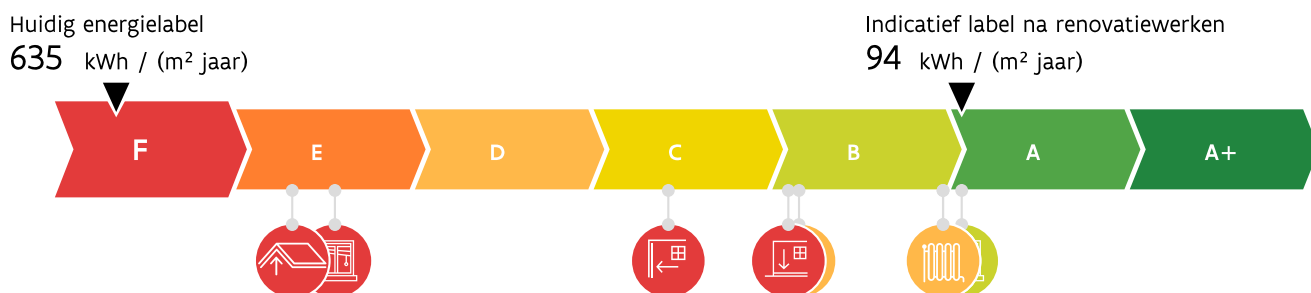 Huidig energielabel
635 kWh / (m² jaar)
Indicatief label na renovatiewerken
94 kWh / (m² jaar)
F E D C B A A+